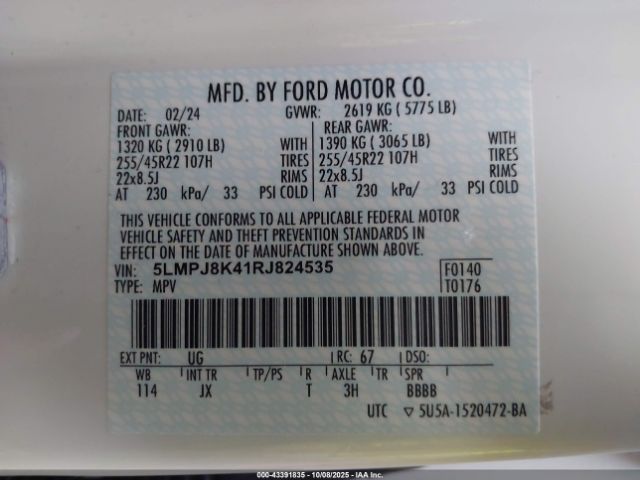 MFD. BY FORD MOTOR CO.
DATE: 02/24 GVWR: 2619 KG ( 5775 LB)
FRONT GAWR: REAR GAWR:
1320 KG ( 2910 LB) WITH 1390 KG ( 3065 LB) WITH
255/45R22 107H TIRES 255/45R22 107H TIRES
22x8.5J RIMS 22x8.5J RIMS
AT 230 kPa/ 33 PSI COLD AT 230 kPa/ 33 PSI COLD
THIS VEHICLE CONFORMS TO ALL APPLICABLE FEDERAL MOTOR
VEHICLE SAFETY AND THEFT PREVENTION STANDARDS IN
EFFECT ON THE DATE OF MANUFACTURE SHOWN ABOVE.
VIN: 5LMPJ8K41RJ824535 F0140
TYPE: MPV T0176
EXT PNT: UG RC: 67 DSO:
WB INT TR TP/PS R AXLE TR SPR
114 JX T 3H BBBB
UTC ▽ 5U5A-1520472-BA
000-43391835 - 10/08/2025 - IAAI, Inc.